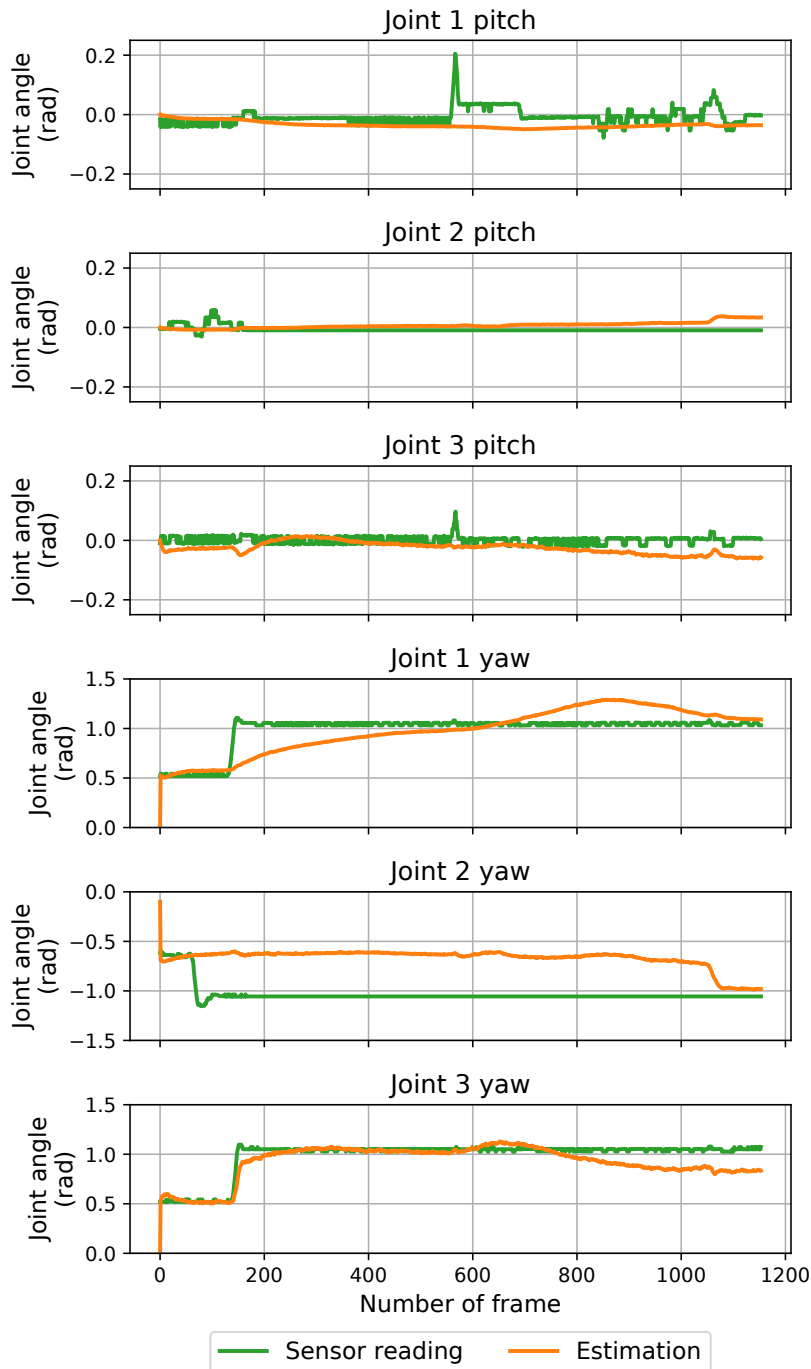 Joint 1 pitch
Joint angle
(rad)
0.2
0.0
−0.2
Joint 2 pitch
Joint angle
(rad)
0.2
0.0
−0.2
Joint 3 pitch
Joint angle
(rad)
0.2
0.0
−0.2
Joint 1 yaw
Joint angle
(rad)
1.5
1.0
0.5
0.0
Joint 2 yaw
Joint angle
(rad)
0.0
−0.5
−1.0
−1.5
Joint 3 yaw
Joint angle
(rad)
1.5
1.0
0.5
0.0
0 200 400 600 800 1000 1200
Number of frame
Sensor reading Estimation